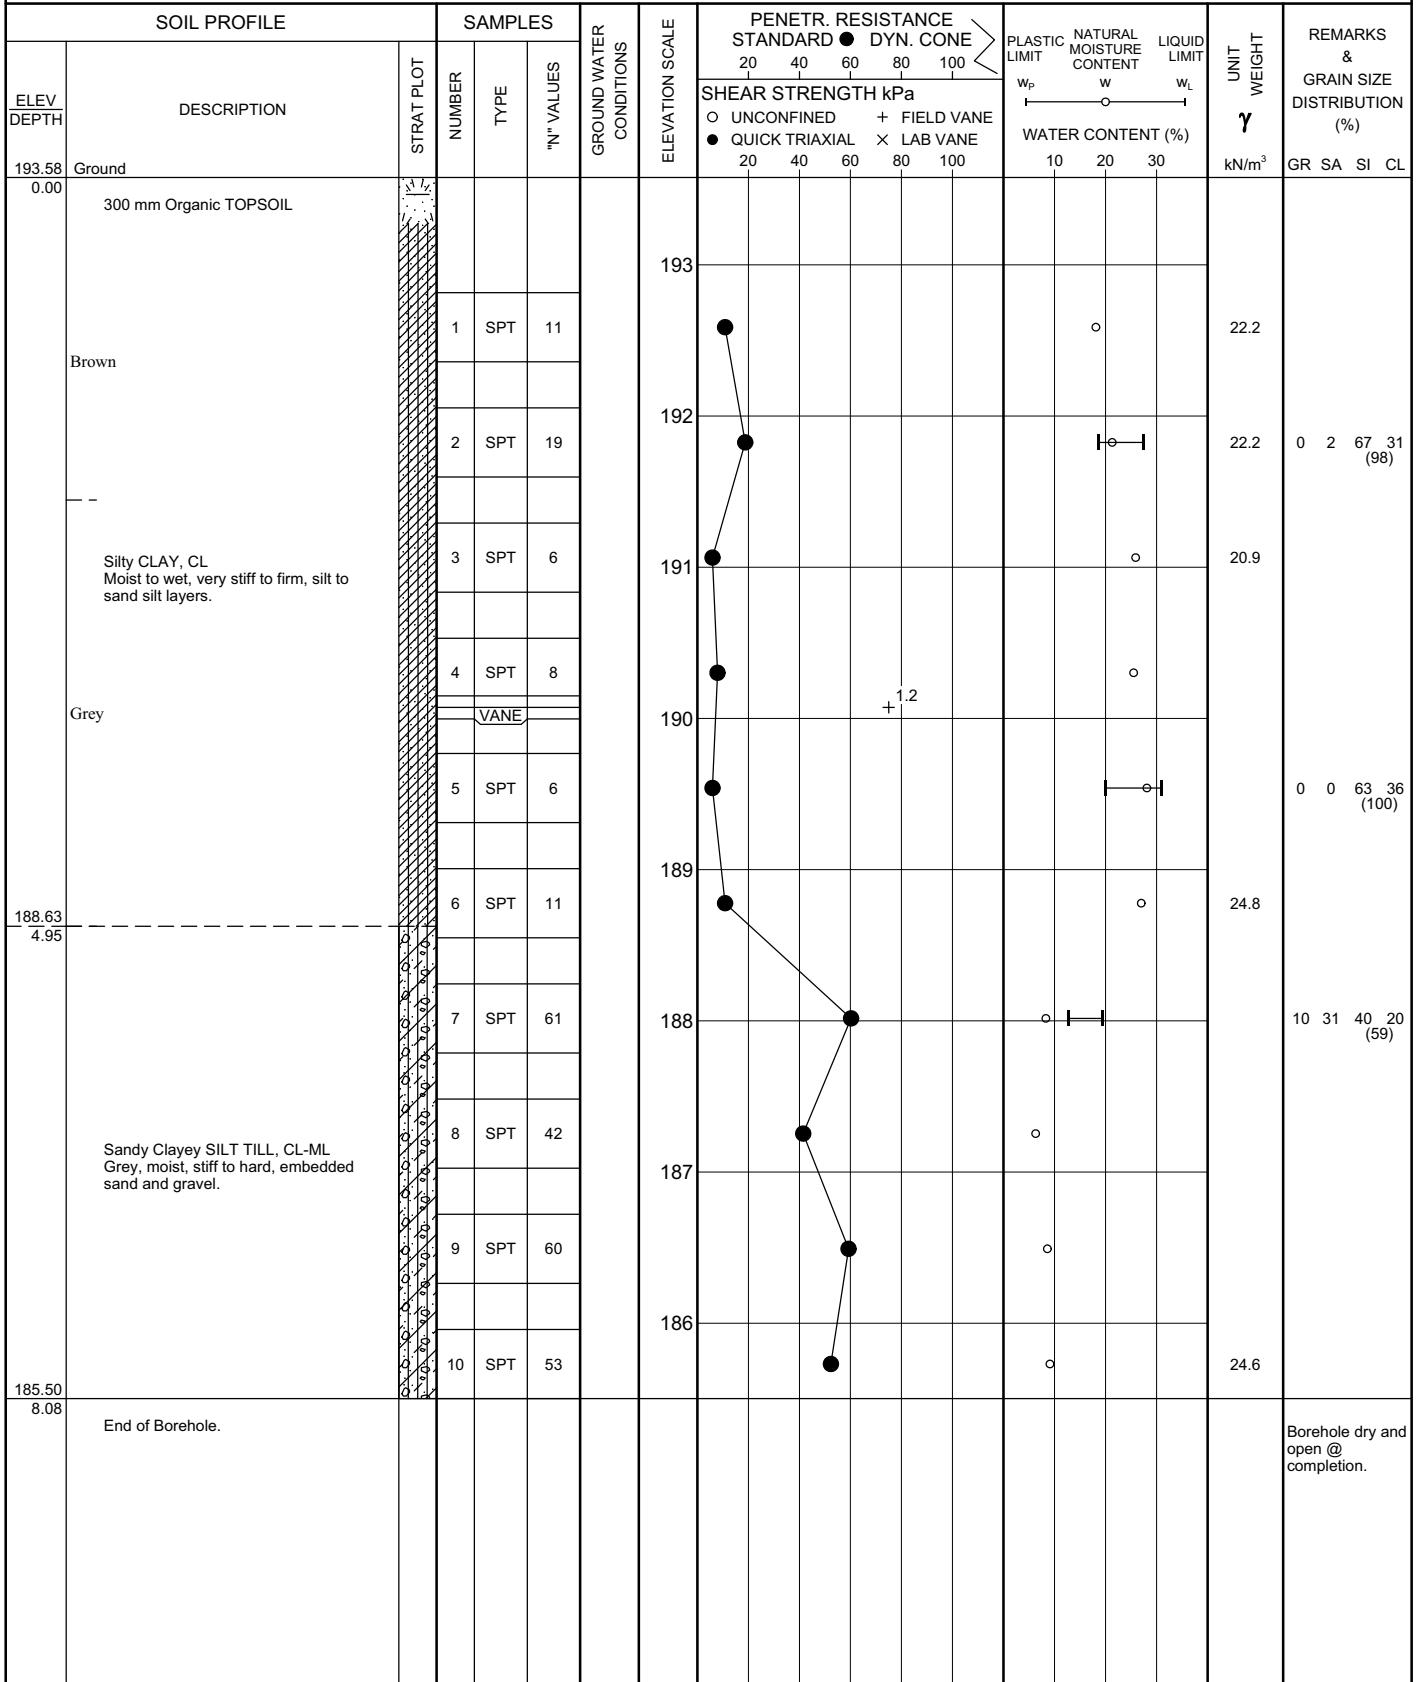 SOIL PROFILE
SAMPLES
GROUND WATER
CONDITIONS
ELEVATION SCALE
PENETR. RESISTANCE
STANDARD ● DYN. CONE
20 40 60 80 100
SHEAR STRENGTH kPa
○ UNCONFINED + FIELD VANE
● QUICK TRIAXIAL × LAB VANE
20 40 60 80 100
PLASTIC LIMIT
NATURAL MOISTURE CONTENT
LIQUID LIMIT
WP W WL
WATER CONTENT (%)
10 20 30
UNIT WEIGHT
γ
kN/m³
REMARKS
&
GRAIN SIZE
DISTRIBUTION
(%)
GR SA SI CL
ELEV
DEPTH
DESCRIPTION
STRAT PLOT
NUMBER
TYPE
"N" VALUES
193.58 Ground
0.00
300 mm Organic TOPSOIL
193
1 SPT 11 22.2
Brown
192
2 SPT 19 22.2 0 2 67 31
(98)
3 SPT 6 20.9
Silty CLAY, CL
Moist to wet, very stiff to firm, silt to
sand silt layers.
191
4 SPT 8
1.2
Grey
VANE
190
5 SPT 6 0 0 63 36
(100)
189
6 SPT 11 24.8
188.63
4.95
7 SPT 61 10 31 40 20
(59)
188
8 SPT 42
Sandy Clayey SILT TILL, CL-ML
Grey, moist, stiff to hard, embedded
sand and gravel.
187
9 SPT 60
186
10 SPT 53 24.6
185.50
8.08
End of Borehole.
Borehole dry and
open @
completion.